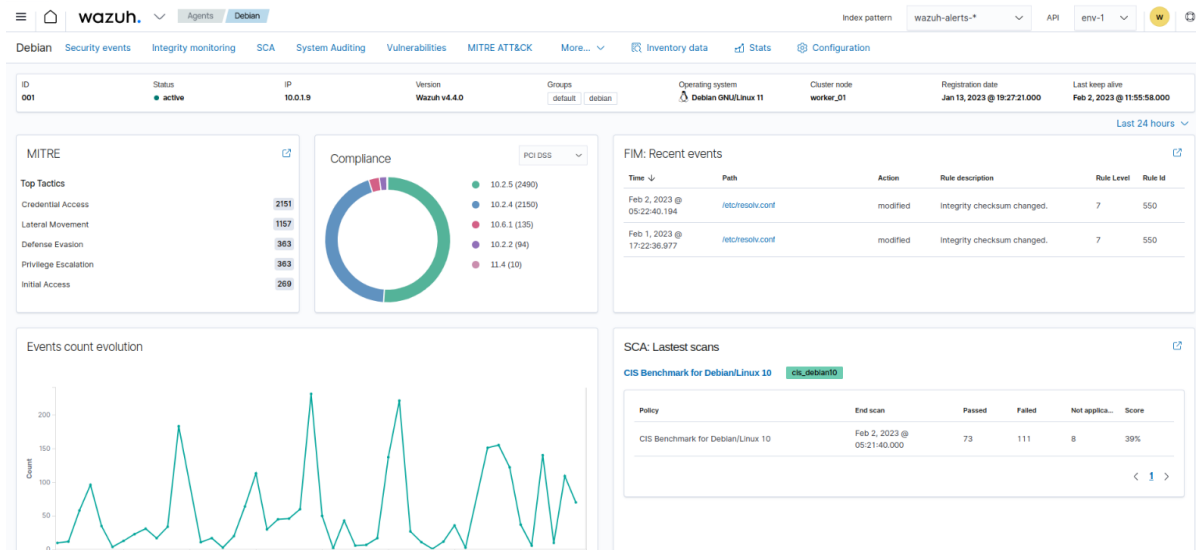 wazuh. Agents Debian Index pattern wazuh-alerts-* API env-1 W
Debian Security events Integrity monitoring SCA System Auditing Vulnerabilities MITRE ATT&CK More... Inventory data Stats Configuration
ID Status IP Version Groups Operating system Cluster node Registration date Last keep alive
001 active 10.0.1.9 Wazuh v4.4.0 default debian Debian GNU/Linux 11 worker_01 Jan 13, 2023 @ 19:27:21.000 Feb 2, 2023 @ 11:55:58.000
Last 24 hours
MITRE
Top Tactics
Credential Access 2151
Lateral Movement 1157
Defense Evasion 363
Privilege Escalation 363
Initial Access 269
Compliance PCI DSS
10.2.5 (2490)
10.2.4 (2150)
10.6.1 (135)
10.2.2 (94)
11.4 (10)
FIM: Recent events
Time Path Action Rule description Rule Level Rule Id
Feb 2, 2023 @
05:22:40.194 /etc/resolv.conf modified Integrity checksum changed. 7 550
Feb 1, 2023 @
17:22:36.977 /etc/resolv.conf modified Integrity checksum changed. 7 550
Events count evolution
Count
200
150
100
50
0
SCA: Lastest scans
CIS Benchmark for Debian/Linux 10 cis_debian10
Policy End scan Passed Failed Not applica... Score
CIS Benchmark for Debian/Linux 10 Feb 2, 2023 @
05:21:40.000 73 111 8 39%
1